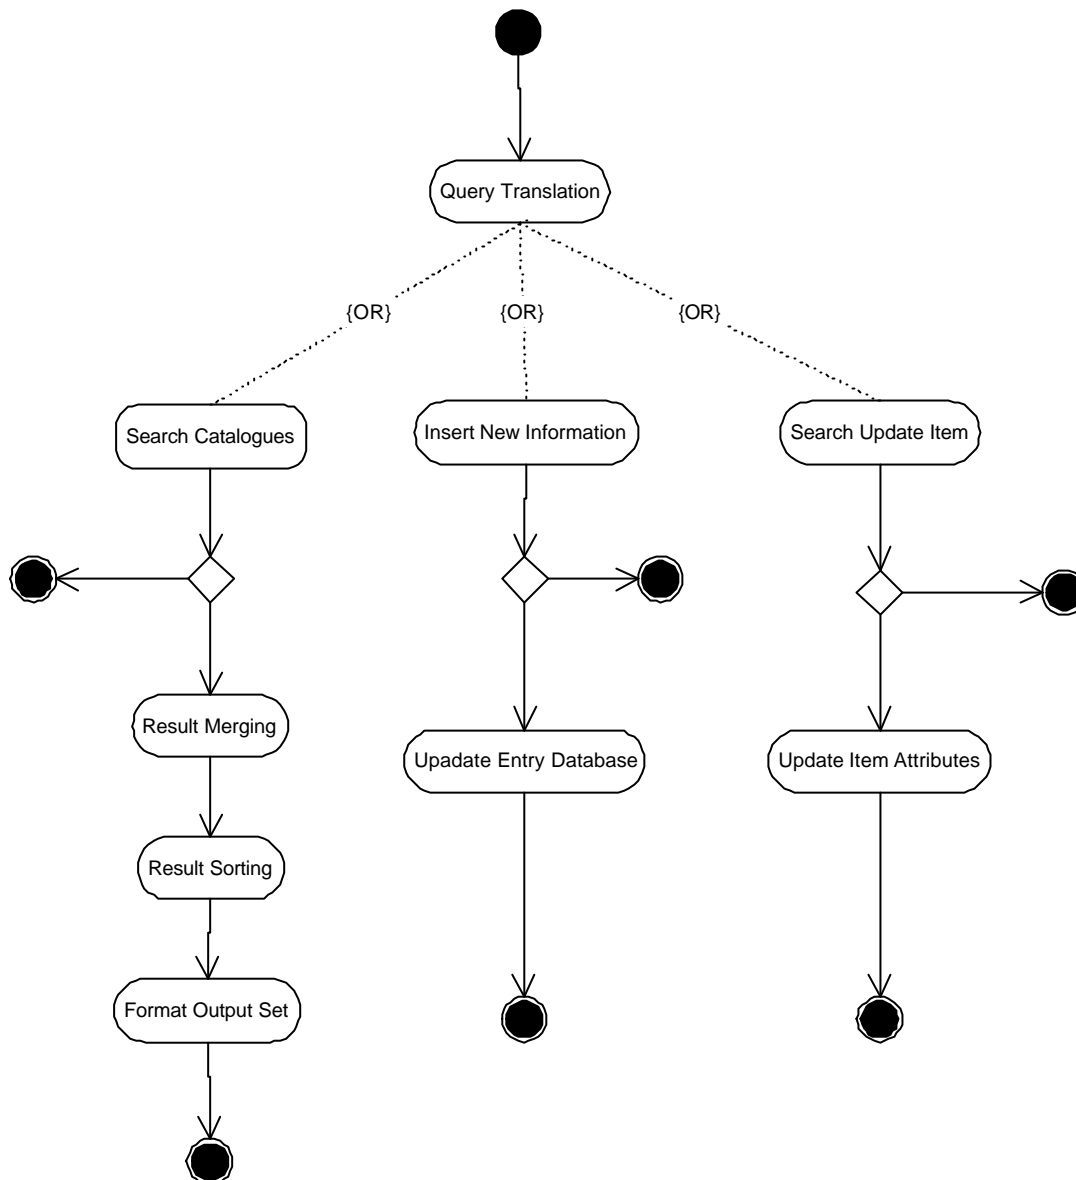 Query Translation
{OR} {OR} {OR}
Search Catalogues
Insert New Information
Search Update Item
Result Merging
Upadate Entry Database
Update Item Attributes
Result Sorting
Format Output Set